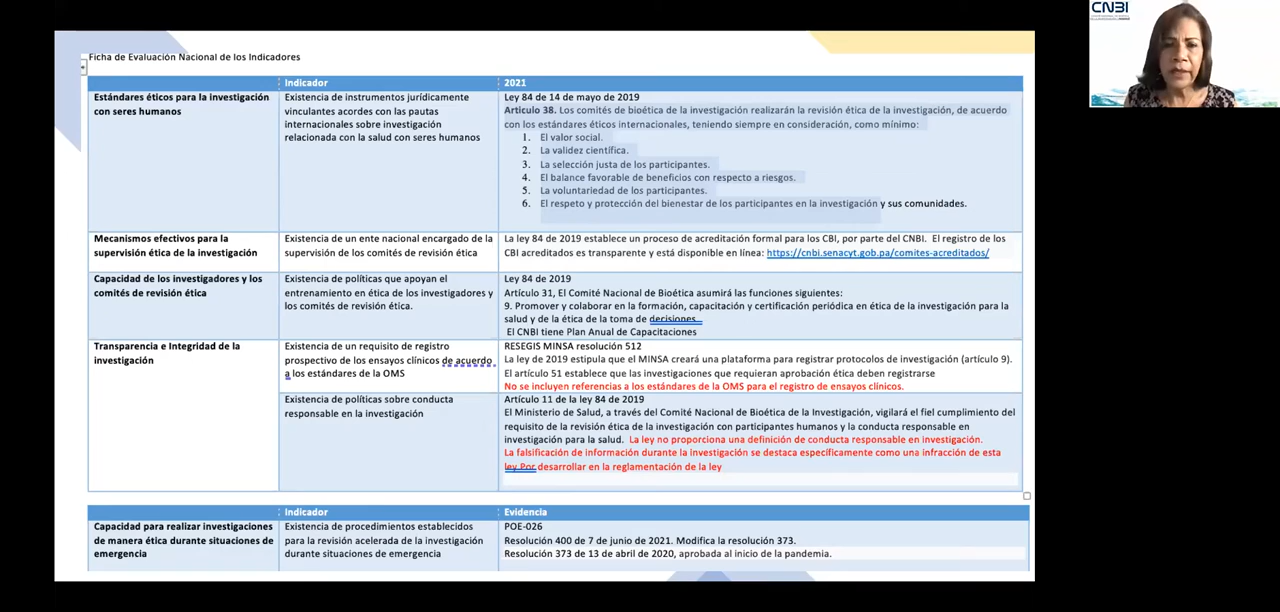 CNBI
Ficha de Evaluación Nacional de los Indicadores
Indicador
2021
Estándares éticos para la investigación
con seres humanos
Existencia de instrumentos jurídicamente
vinculantes acordes con las pautas
internacionales sobre investigación
relacionada con la salud con seres humanos
Ley 84 de 14 de mayo de 2019
Articulo 38. Los comités de bioética de la investigación realizarán la revisión ética de la investigación, de acuerdo
con los estándares éticos internacionales, teniendo siempre en consideración, como mínimo:
1. El valor social.
2. La validez científica.
3. La selección justa de los participantes.
4. El balance favorable de beneficios con respecto a riesgos.
5. La voluntariedad de los participantes.
6. El respeto y protección del bienestar de los participantes en la investigación y sus comunidades.
Mecanismos efectivos para la
supervisión ética de la investigación
Existencia de un ente nacional encargado de la
supervisión de los comités de revisión ética
La ley 84 de 2019 establece un proceso de acreditación formal para los CBI, por parte del CNBI. El registro de los
CBI acreditados es transparente y está disponible en línea: https://cnbi.senacyt.gob.pa/comites-acreditados/
Capacidad de los investigadores y los
comités de revisión ética
Existencia de políticas que apoyan el
entrenamiento en ética de los investigadores y
los comités de revisión ética.
Ley 84 de 2019
Artículo 31, El Comité Nacional de Bioética asumirá las funciones siguientes:
9. Promover y colaborar en la formación, capacitación y certificación periódica en ética de la investigación para la
salud y de la ética de la toma de decisiones.
El CNBI tiene Plan Anual de Capacitaciones
Transparencia e Integridad de la
investigación
Existencia de un requisito de registro
prospectivo de los ensayos clínicos de acuerdo
a los estándares de la OMS
RESEGIS MINSA resolución 512
La ley de 2019 estipula que el MINSA creará una plataforma para registrar protocolos de investigación (artículo 9).
El artículo 51 establece que las investigaciones que requieran aprobación ética deben registrarse
No se incluyen referencias a los estándares de la OMS para el registro de ensayos clínicos.
Existencia de políticas sobre conducta
responsable en la investigación
Artículo 11 de la ley 84 de 2019
El Ministerio de Salud, a través del Comité Nacional de Bioética de la Investigación, vigilará el fiel cumplimiento del
requisito de la revisión ética de la investigación con participantes humanos y la conducta responsable en
investigación para la salud. La ley no proporciona una definición de conducta responsable en investigación.
La falsificación de información durante la investigación se destaca específicamente como una infracción de esta
ley Por desarrollar en la reglamentación de la ley
Indicador
Evidencia
Capacidad para realizar investigaciones
de manera ética durante situaciones de
emergencia
Existencia de procedimientos establecidos
para la revisión acelerada de la investigación
durante situaciones de emergencia
POE-026
Resolución 400 de 7 de junio de 2021. Modifica la resolución 373.
Resolución 373 de 13 de abril de 2020, aprobada al inicio de la pandemia.